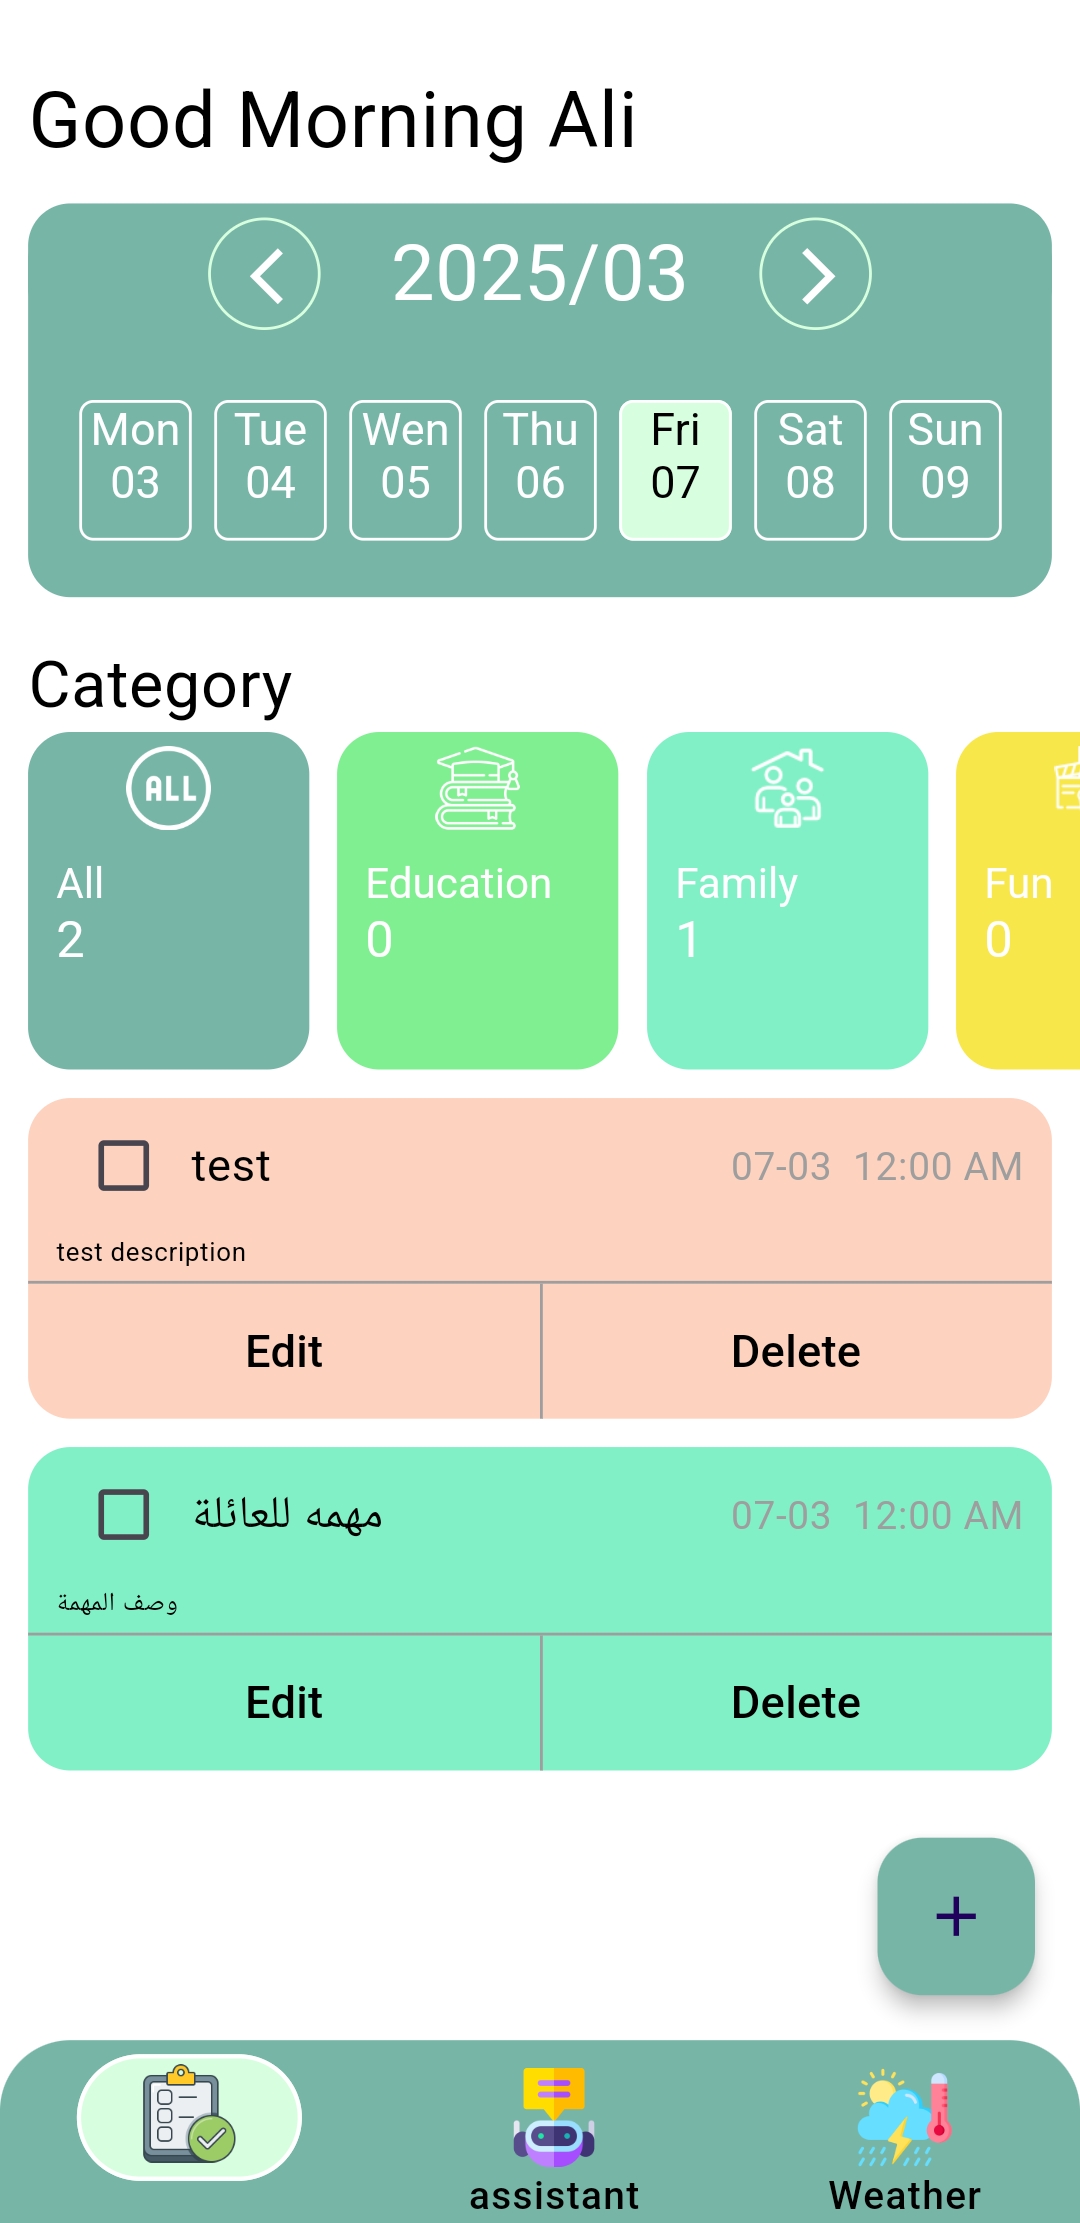 Good Morning Ali
2025/03
Mon Tue Wen Thu Fri Sat Sun
03 04 05 06 07 08 09
Category
ALL
All Education Family Fun
2 0 1 0
test 07-03 12:00 AM
test description
Edit Delete
مهمه للعائلة 07-03 12:00 AM
وصف المهمة
Edit Delete
+
assistant Weather